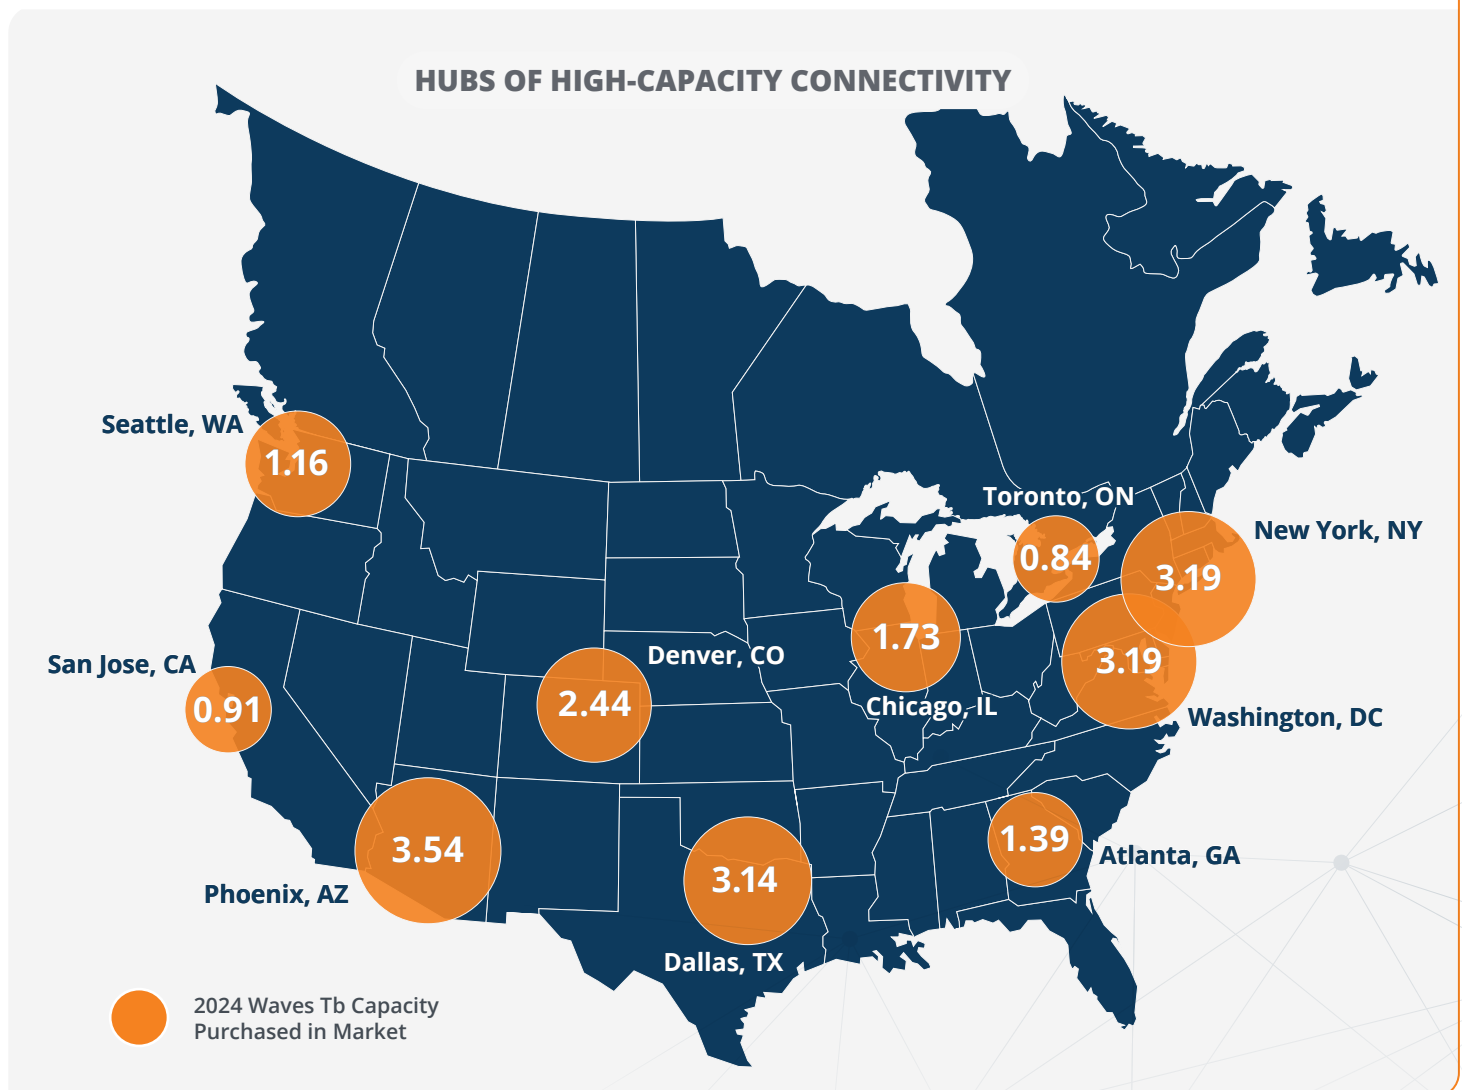 HUBS OF HIGH-CAPACITY CONNECTIVITY
Seattle, WA
1.16
Toronto, ON
0.84
New York, NY
3.19
San Jose, CA
0.91
Denver, CO
2.44
1.73
Chicago, IL
3.19
Washington, DC
Phoenix, AZ
3.54
3.14
Dallas, TX
1.39
Atlanta, GA
2024 Waves Tb Capacity
Purchased in Market